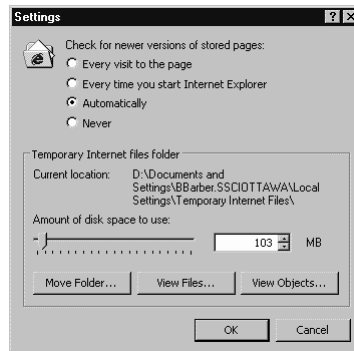 Settings
Check for newer versions of stored pages:
Every visit to the page
Every time you start Internet Explorer
Automatically
Never
Temporary Internet files folder
Current location:
D:\Documents and
Settings\BBarber.SSCIOTTAWA\Local
Settings\Temporary Internet Files\
Amount of disk space to use:
103 MB
Move Folder... View Files... View Objects...
OK Cancel